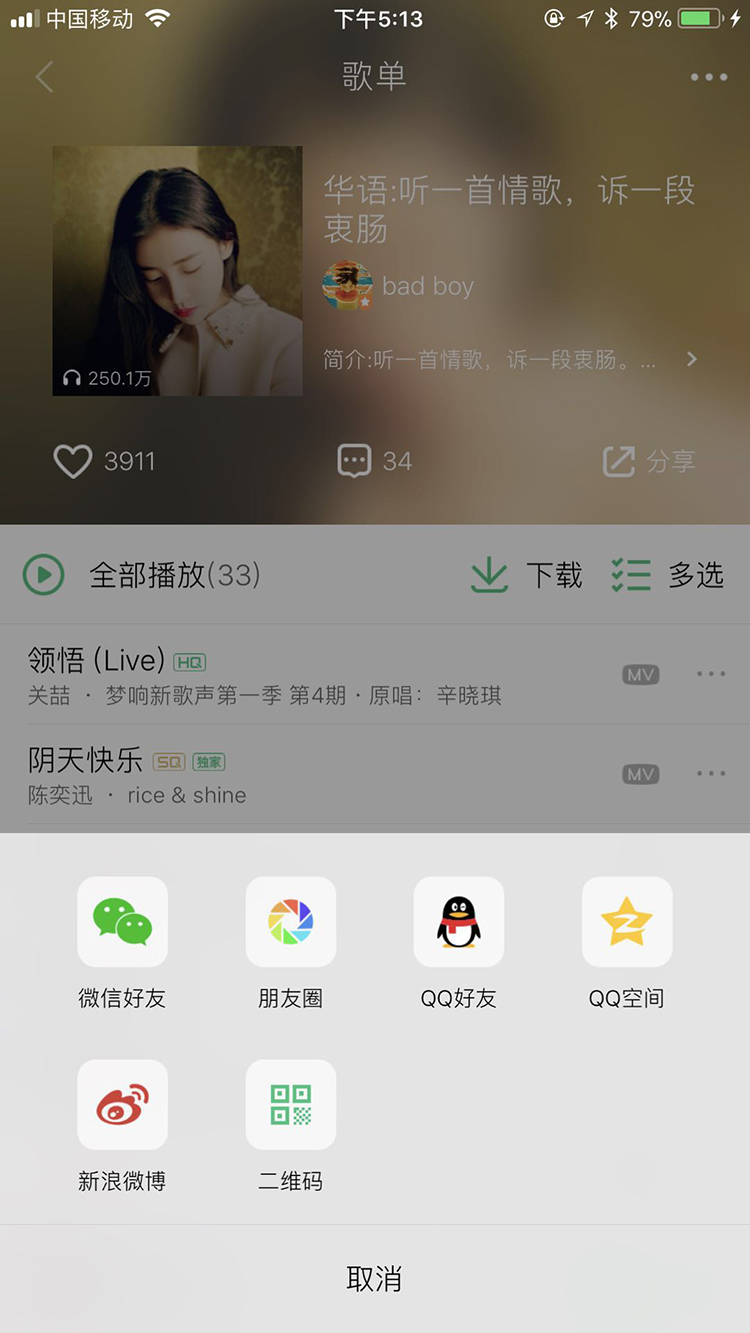 中国移动 下午5:13 79%
歌单
华语:听一首情歌，诉一段
衷肠
bad boy
简介:听一首情歌，诉一段衷肠。...
250.1万
3911 34 分享
全部播放(33) 下载 多选
领悟 (Live) HQ
关喆 · 梦响新歌声第一季 第4期 · 原唱：辛晓琪
MV
阴天快乐 SQ 独家
陈奕迅 · rice & shine
MV
微信好友 朋友圈 QQ好友 QQ空间
新浪微博 二维码
取消